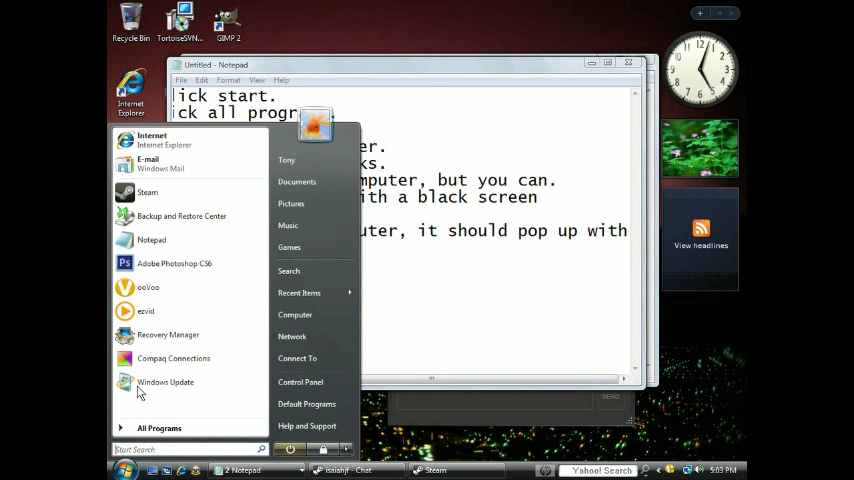 Recycle Bin
TortoiseSVN...
GIMP 2
Internet
Explorer
Untitled - Notepad
File Edit Format View Help
ick start.
ck all progr
er.
ks.
mputer, but you can.
ith a black screen
uter, it should pop up with
Internet
Internet Explorer
E-mail
Windows Mail
Steam
Backup and Restore Center
Notepad
Adobe Photoshop CS6
ooVoo
ezvid
Recovery Manager
Compaq Connections
Windows Update
All Programs
Start Search
Tony
Documents
Pictures
Music
Games
Search
Recent Items
Computer
Network
Connect To
Control Panel
Default Programs
Help and Support
12
3
6
9
View headlines
SEND
2 Notepad
isaiahjf - Chat
Steam
Yahoo! Search
5:03 PM